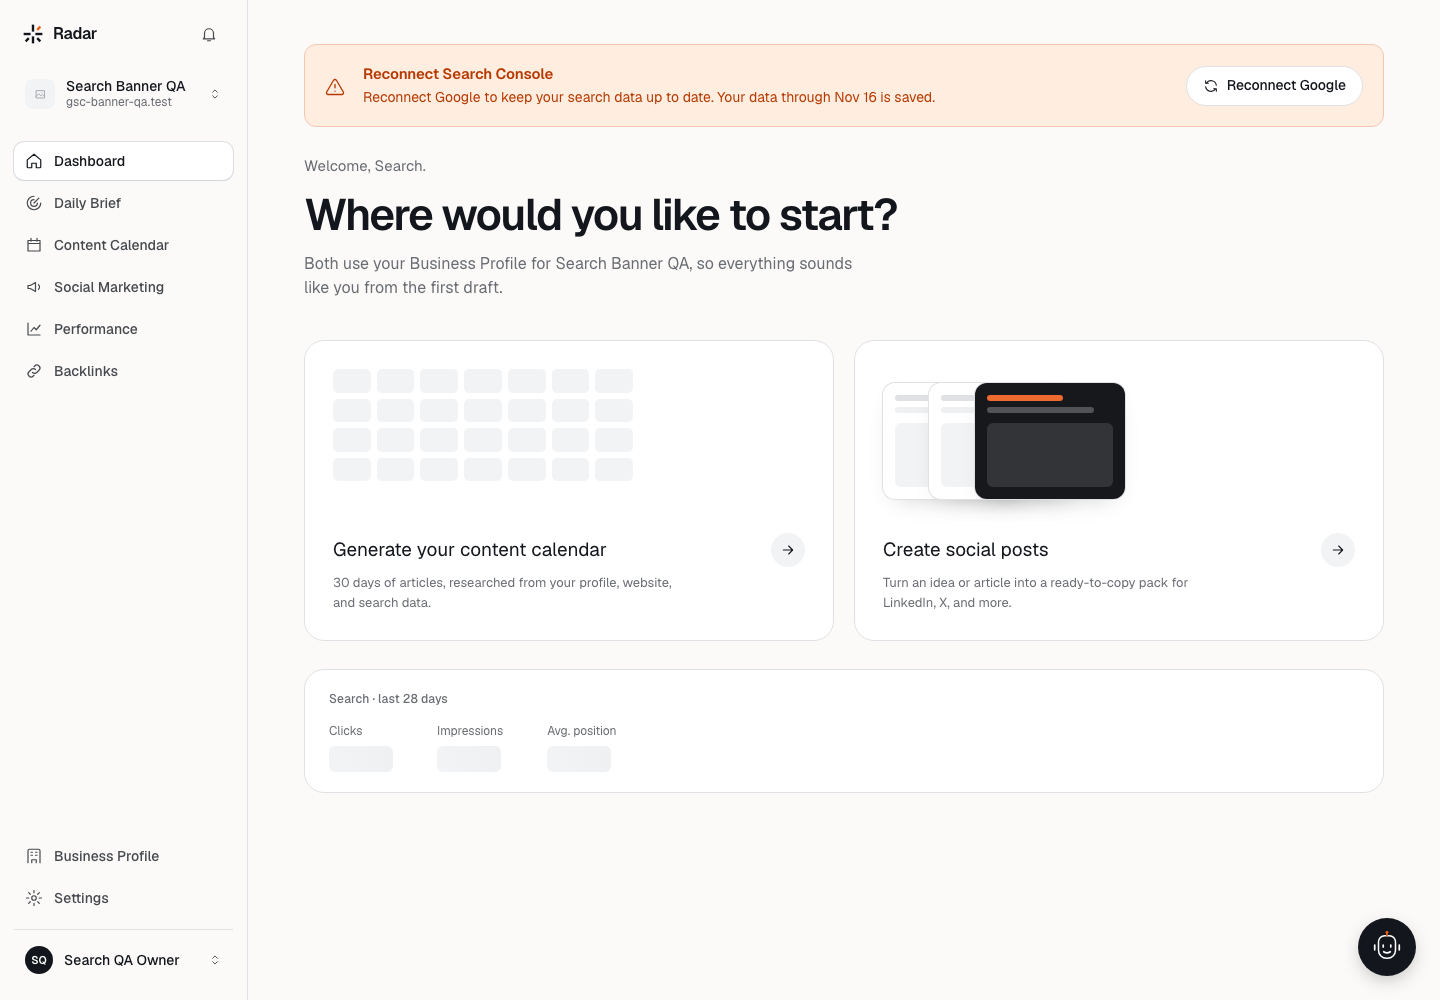 Radar
Search Banner QA
gsc-banner-qa.test
Dashboard
Daily Brief
Content Calendar
Social Marketing
Performance
Backlinks
Business Profile
Settings
SQ
Search QA Owner
Reconnect Search Console
Reconnect Google to keep your search data up to date. Your data through Nov 16 is saved.
Reconnect Google
Welcome, Search.
Where would you like to start?
Both use your Business Profile for Search Banner QA, so everything sounds
like you from the first draft.
Generate your content calendar
30 days of articles, researched from your profile, website,
and search data.
Create social posts
Turn an idea or article into a ready-to-copy pack for
LinkedIn, X, and more.
Search · last 28 days
Clicks
Impressions
Avg. position